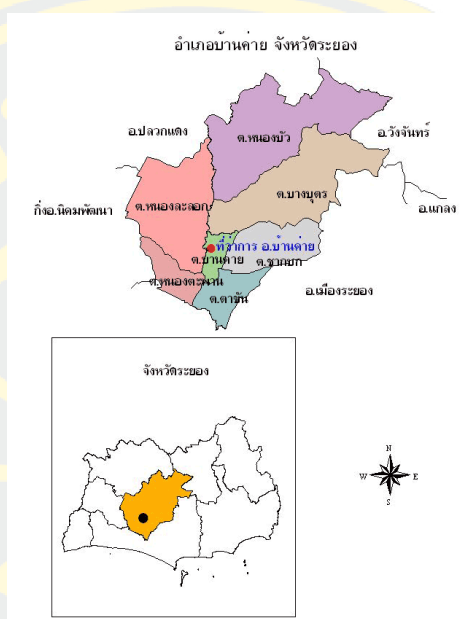 อำเภอบ้านค่าย จังหวัดระยอง
อ.ปลวกแดง
ต.หนองบัว
อ.วังจันทร์
ต.บางบุตร
กิ่งอ.นิคมพัฒนา
ต.หนองละลอก
อ.แกลง
ที่ว่าการ อ.บ้านค่าย
ต.บ้านค่าย
ต.ชากบก
ต.หนองตะพาน
ต.ตาขัน
อ.เมืองระยอง
จังหวัดระยอง
N
W
E
S